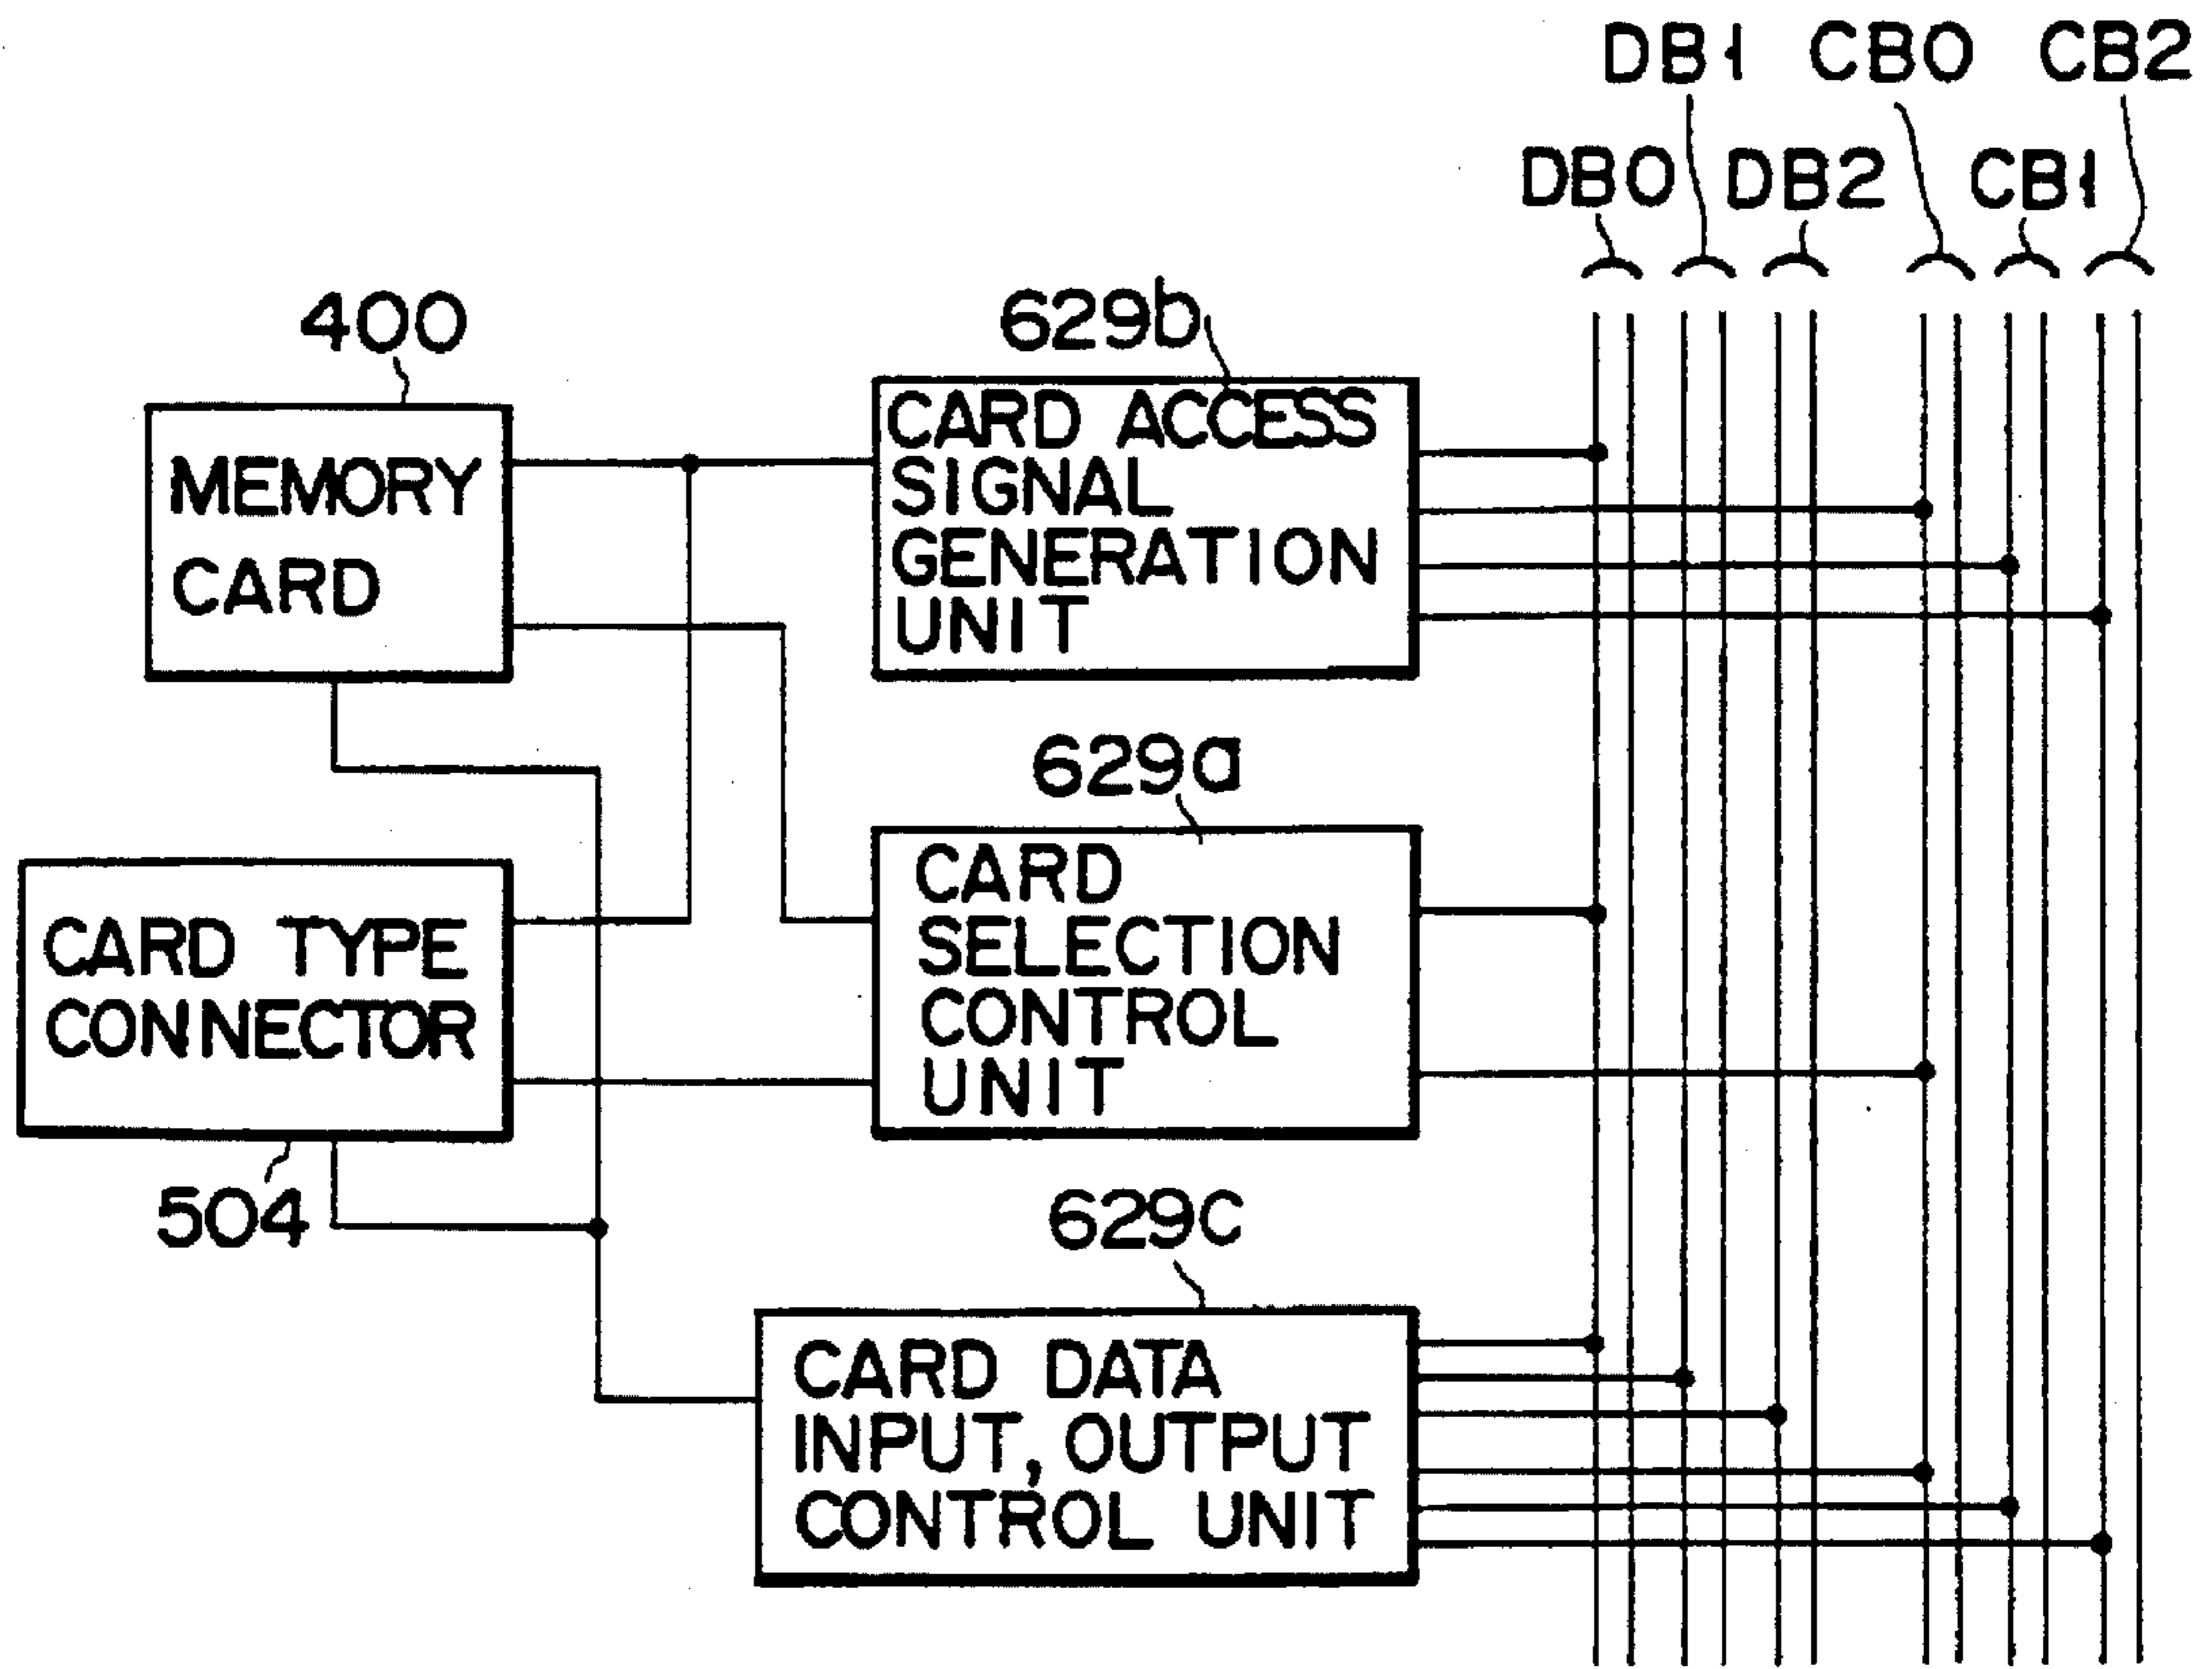 DB1 CB0 CB2
DB0 DB2 CB1
400
MEMORY
CARD
629b
CARD ACCESS
SIGNAL
GENERATION
UNIT
629a
CARD
SELECTION
CONTROL
UNIT
CARD TYPE
CONNECTOR
504
629C
CARD DATA
INPUT, OUTPUT
CONTROL UNIT